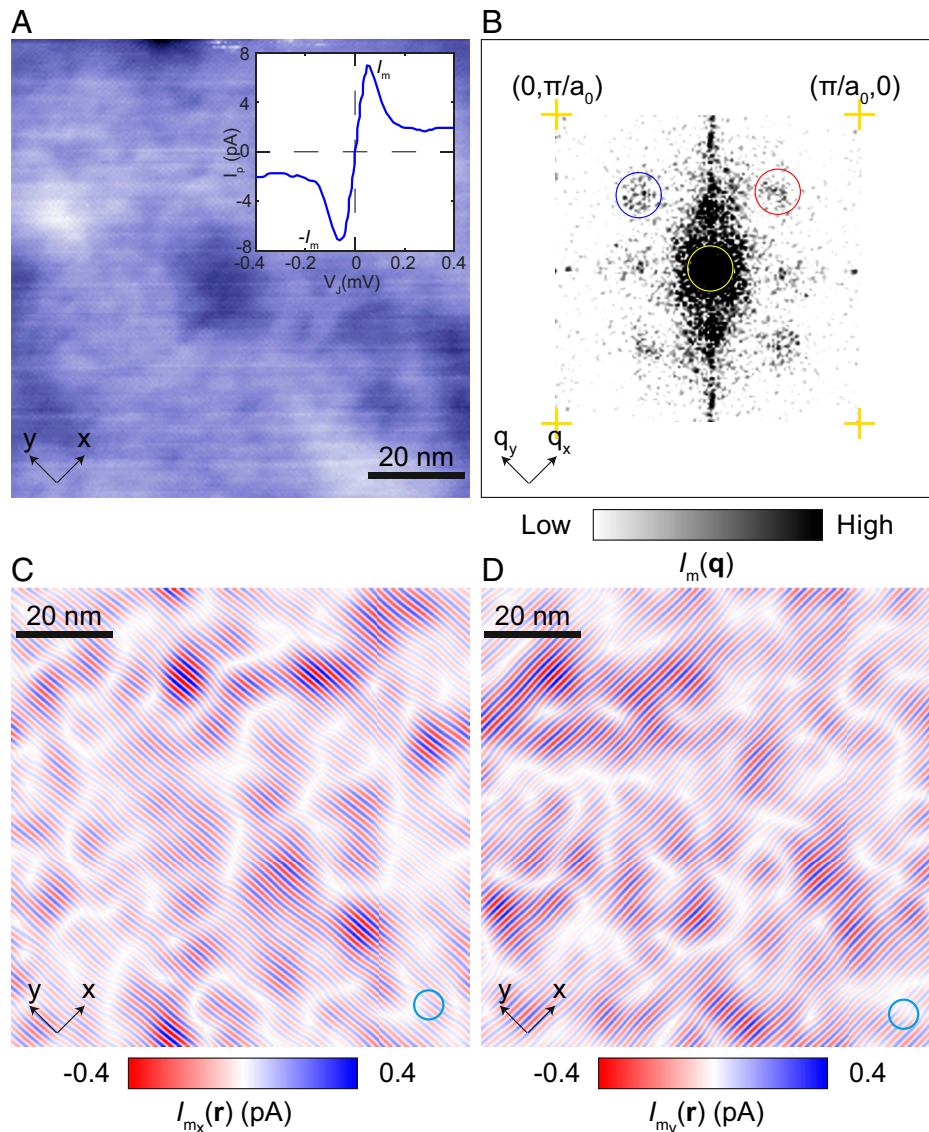 A
8
4
0
-4
-8
I_p (pA)
I_m
-I_m
-0.4 -0.2 0 0.2 0.4
V_J(mV)
y x
20 nm
B
(0,π/a₀) (π/a₀,0)
q_y q_x
Low High
I_m(q)
C
20 nm
y x
-0.4 0.4
I_mx(r) (pA)
D
20 nm
y x
-0.4 0.4
I_my(r) (pA)